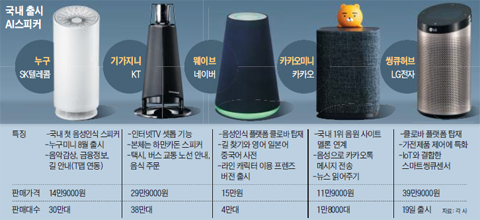 국내 출시
AI스피커
누구
SK텔레콤
기가지니
KT
웨이브
네이버
카카오미니
카카오
씽큐허브
LG전자
특징
-국내 첫 음성인식 스피커
-누구미니 8월 출시
-음악감상, 금융정보,
길 안내(T맵 연동)
-인터넷TV 셋톱 기능
-본체는 하만카돈 스피커
-택시, 버스 교통 노선 안내,
음식 주문
-음성인식 플랫폼 클로바 탑재
-길 찾기와 영어 일본어
중국어 사전
-라인 캐릭터 이용 프렌즈
버전 출시
-국내 1위 음원 사이트
멜론 연계
-음성으로 카카오톡
메시지 전송
-뉴스 읽어주기
-클로바 플랫폼 탑재
-가전제품 제어에 특화
-IoT와 결합한
스마트씽큐센서
판매가격
14만9000원
29만9000원
15만원
11만9000원
39만9000원
판매대수
30만대
38만대
4만대
1만8000대
19일 출시
자료 : 각 사